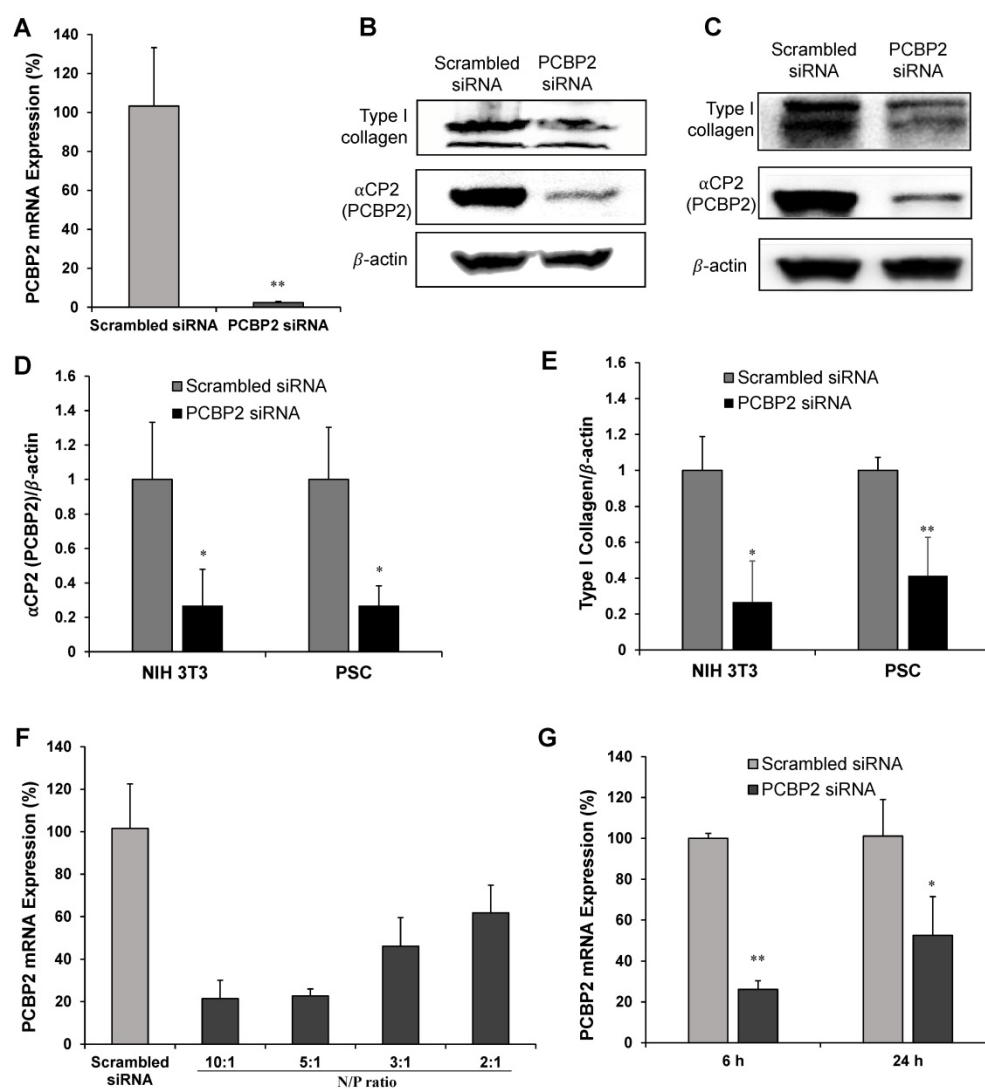 A
PCBP2 mRNA Expression (%)
140
120
100
80
60
40
20
0
**
Scrambled siRNA
PCBP2 siRNA
B
Scrambled PCBP2
siRNA siRNA
Type I
collagen
αCP2
(PCBP2)
β-actin
C
Scrambled PCBP2
siRNA siRNA
Type I
collagen
αCP2
(PCBP2)
β-actin
D
αCP2 (PCBP2)/β-actin
1.6
1.4
1.2
1
0.8
0.6
0.4
0.2
0
Scrambled siRNA
PCBP2 siRNA
*
*
NIH 3T3
PSC
E
Type I Collagen/β-actin
1.6
1.4
1.2
1
0.8
0.6
0.4
0.2
0
Scrambled siRNA
PCBP2 siRNA
*
**
NIH 3T3
PSC
F
PCBP2 mRNA Expression (%)
140
120
100
80
60
40
20
0
Scrambled
siRNA
10:1 5:1 3:1 2:1
N/P ratio
G
PCBP2 mRNA Expression (%)
140
120
100
80
60
40
20
0
Scrambled siRNA
PCBP2 siRNA
**
*
6 h
24 h